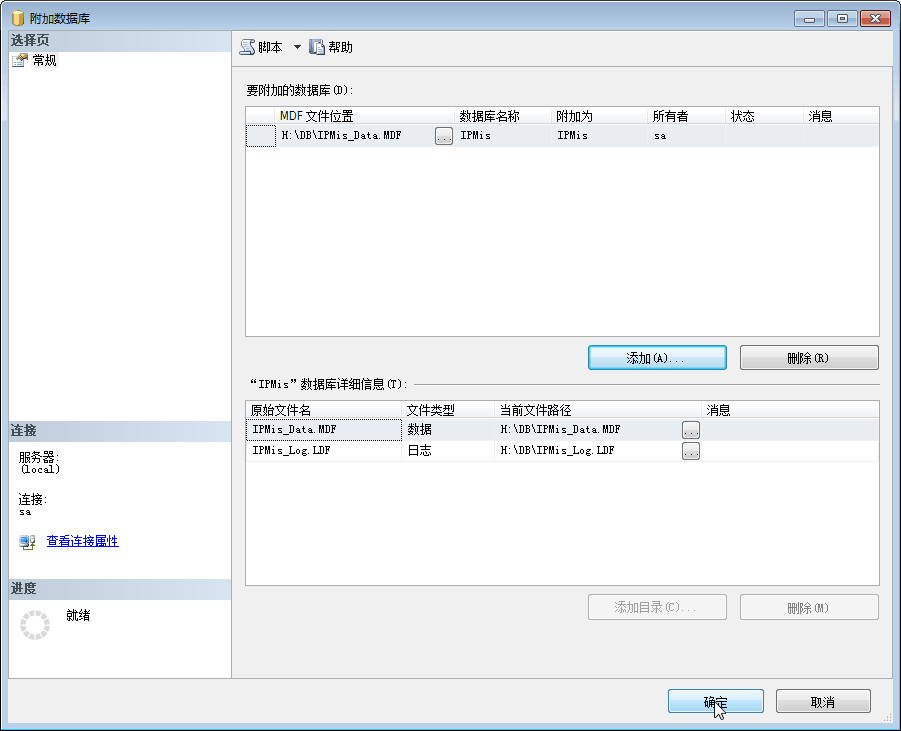 附加数据库
选择页
常规
脚本 帮助
要附加的数据库(D):
MDF 文件位置 数据库名称 附加为 所有者 状态 消息
H:\DB\IPMis_Data.MDF ... IPMis IPMis sa
添加(A)... 删除(R)
“IPMis”数据库详细信息(T):
原始文件名 文件类型 当前文件路径 消息
IPMis_Data.MDF 数据 H:\DB\IPMis_Data.MDF ...
IPMis_Log.LDF 日志 H:\DB\IPMis_Log.LDF ...
添加目录(C)... 删除(M)
连接
服务器:
(local)
连接:
sa
查看连接属性
进度
就绪
确定 取消